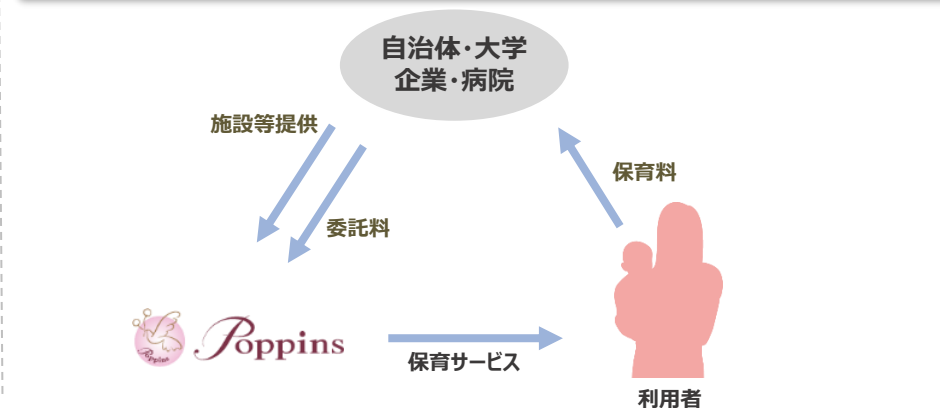 自治体・大学
企業・病院
施設等提供
保育料
委託料
Poppins
Poppins
保育サービス
利用者